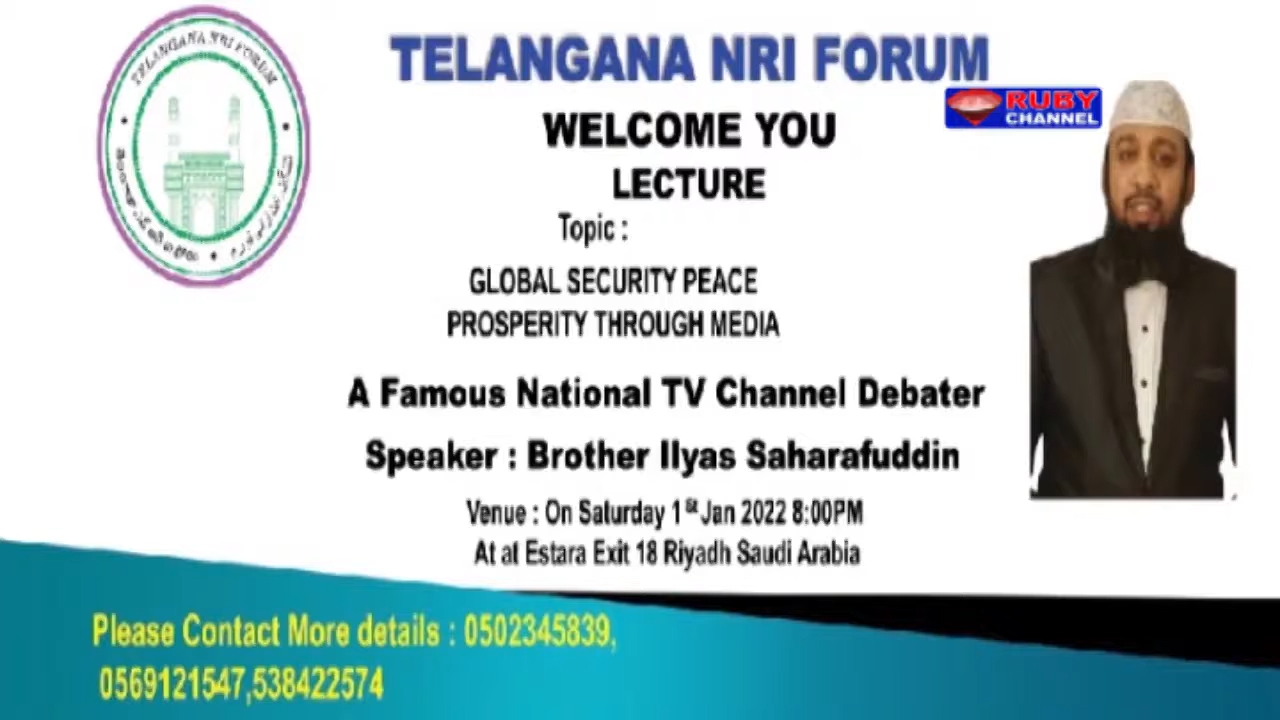 TELANGANA NRI FORUM
TELANGANA NRI FORUM
RUBY
CHANNEL
WELCOME YOU
LECTURE
Topic :
GLOBAL SECURITY PEACE
PROSPERITY THROUGH MEDIA
A Famous National TV Channel Debater
Speaker : Brother Ilyas Saharafuddin
Venue : On Saturday 1St Jan 2022 8:00PM
At at Estara Exit 18 Riyadh Saudi Arabia
Please Contact More details : 0502345839,
0569121547,538422574